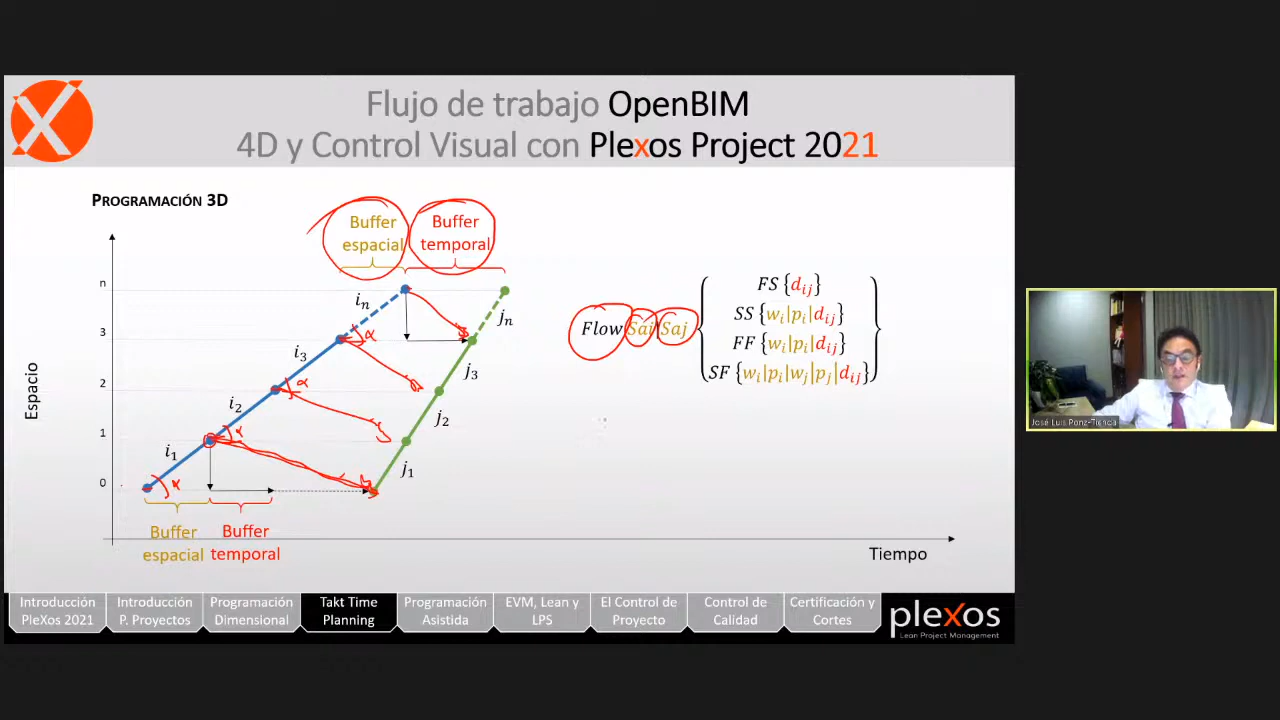 Flujo de trabajo OpenBIM
4D y Control Visual con Plexos Project 2021
PROGRAMACIÓN 3D
Buffer espacial
Buffer temporal
Espacio
n
3
2
1
0
i_n
i_3
i_2
i_1
j_n
j_3
j_2
j_1
α
α
α
α
Buffer espacial
Buffer temporal
Tiempo
Flow Sai Saj
FS {d_ij}
SS {w_i|p_i|d_ij}
FF {w_i|p_i|d_ij}
SF {w_i|p_i|w_j|p_j|d_ij}
José Luis Ponz-Tienda
Introducción PleXos 2021
Introducción P. Proyectos
Programación Dimensional
Takt Time Planning
Programación Asistida
EVM, Lean y LPS
El Control de Proyecto
Control de Calidad
Certificación y Cortes
plexos
Lean Project Management